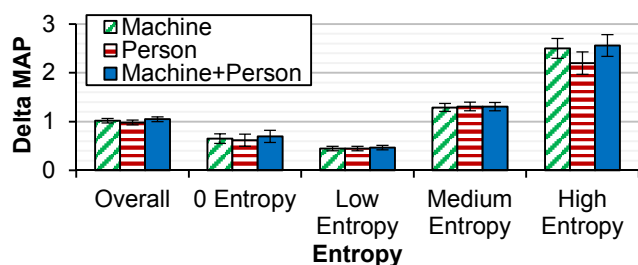 3
2
1
0
Delta MAP
Machine
Person
Machine+Person
Overall
0 Entropy
Low
Entropy
Medium
Entropy
High
Entropy
Entropy